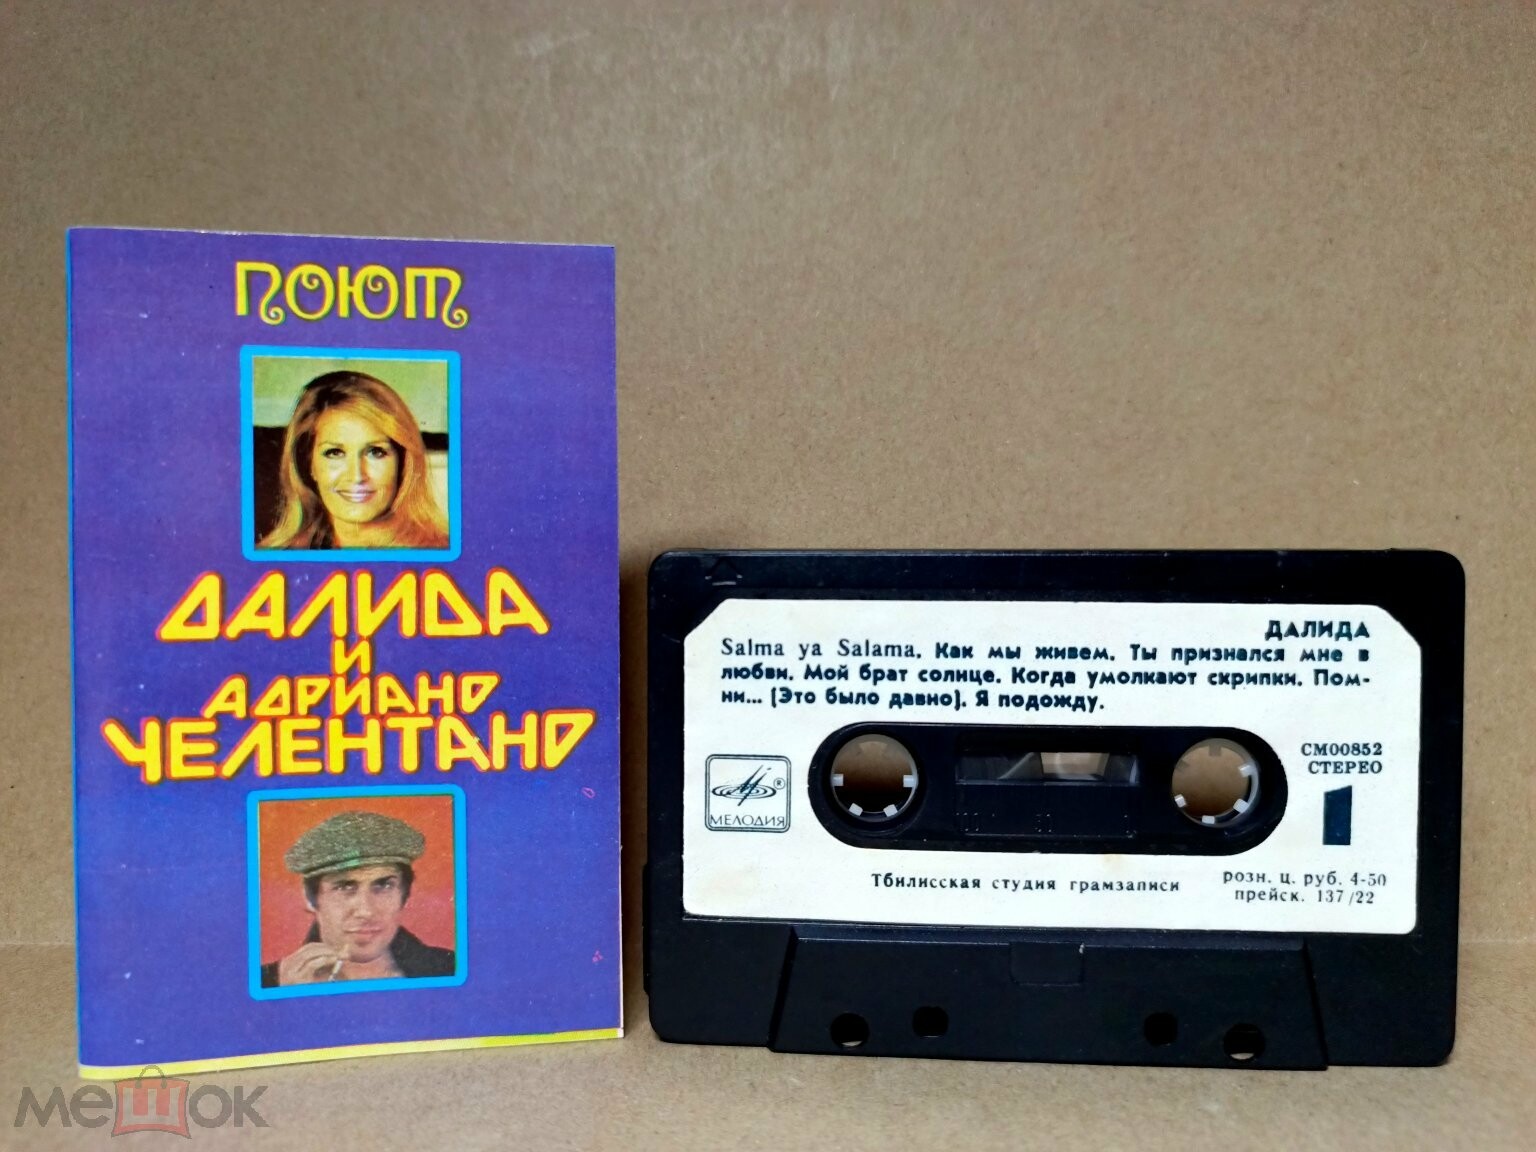 ПОЮТ
ДАЛИДА
И
АДРИАНО
ЧЕЛЕНТАНО
ДАЛИДА
Salma ya Salama. Как мы живем. Ты признался мне в
любви. Мой брат солнце. Когда умолкают скрипки. Пом-
ни... (Это было давно). Я подожду.
СМ00852
СТЕРЕО
1
МЕЛОДИЯ ®
Тбилисская студия грамзаписи
розн. ц. руб. 4-50
прейск. 137/22
мешок